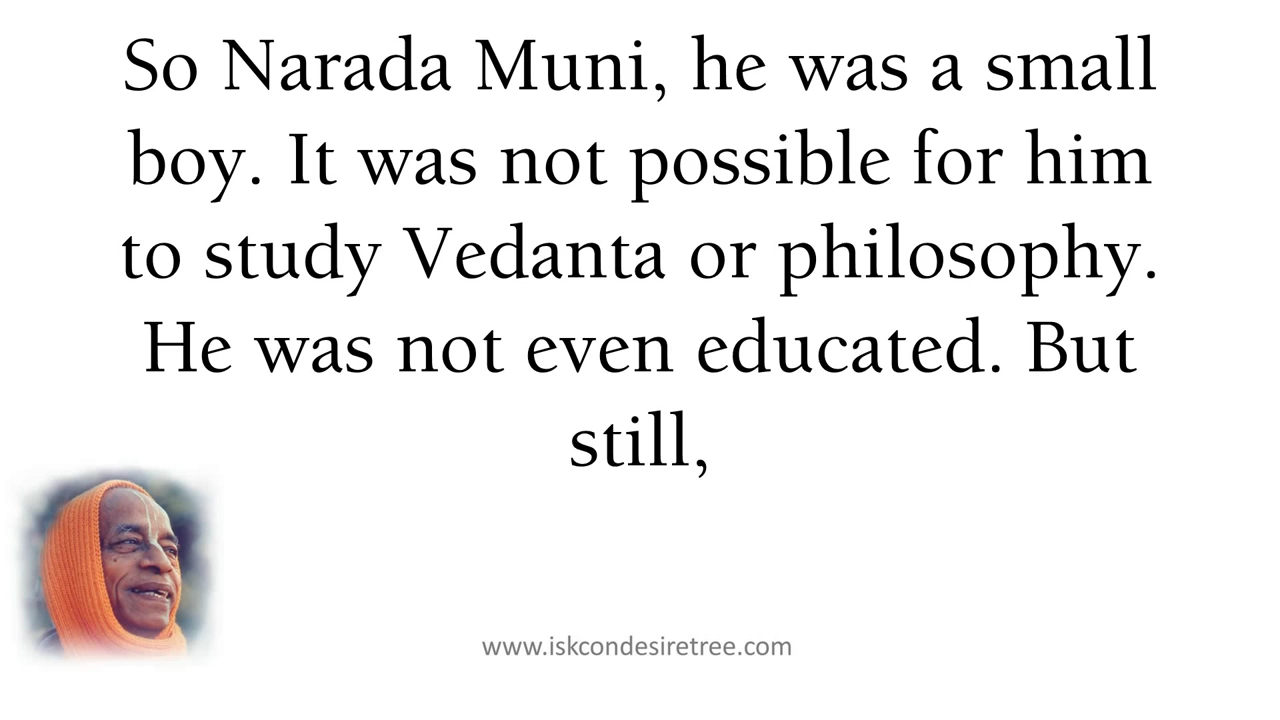 So Narada Muni, he was a small
boy. It was not possible for him
to study Vedanta or philosophy.
He was not even educated. But
still,
www.iskcondesiretree.com